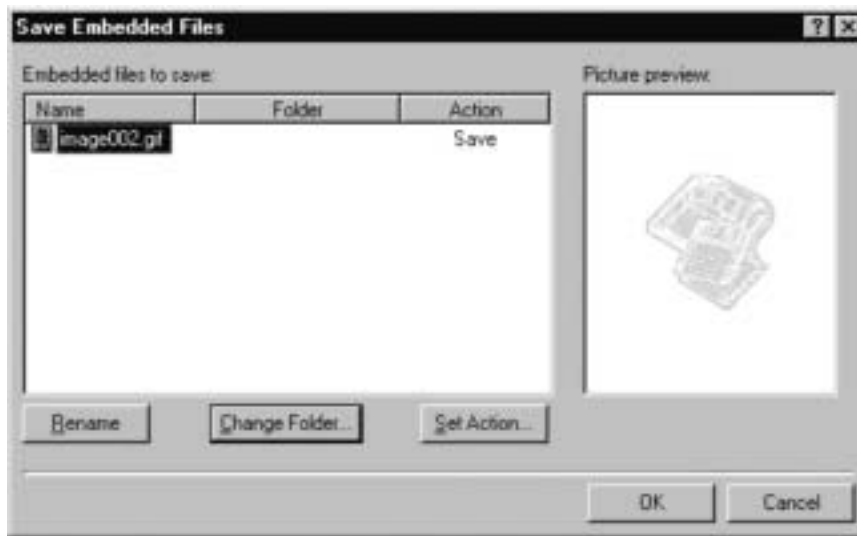 Save Embedded Files
Embedded files to save:
Picture preview:
Name Folder Action
image002.gif Save
Rename Change Folder... Set Action...
OK Cancel